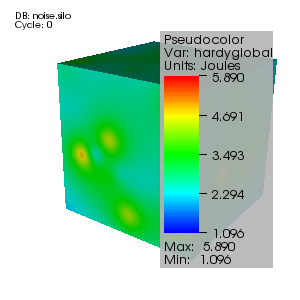 DB: noise.silo
Cycle: 0
Pseudocolor
Var: hardyglobal
Units: Joules
5.890
4.691
3.493
2.294
1.096
Max: 5.890
Min: 1.096